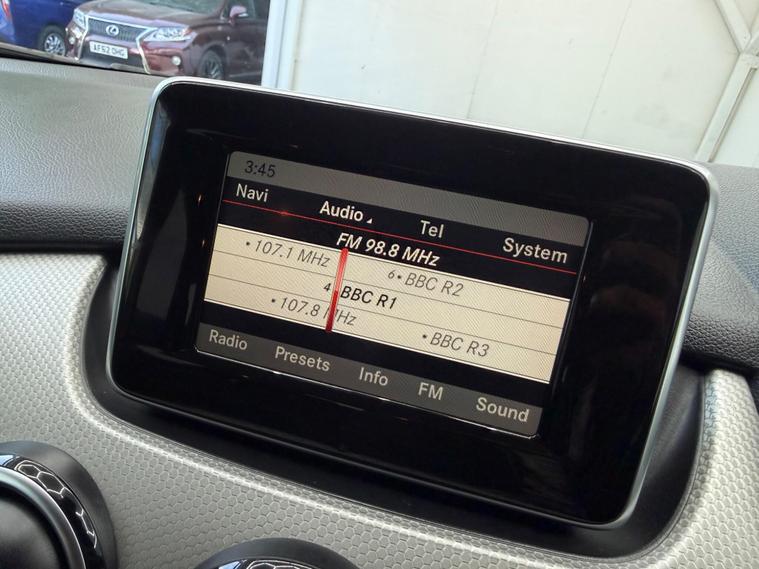 AF52 OHG
3:45
Navi Audio Tel System
FM 98.8 MHz
•107.1 MHz 6•BBC R2
4 BBC R1
•107.8 MHz •BBC R3
Radio Presets Info FM Sound